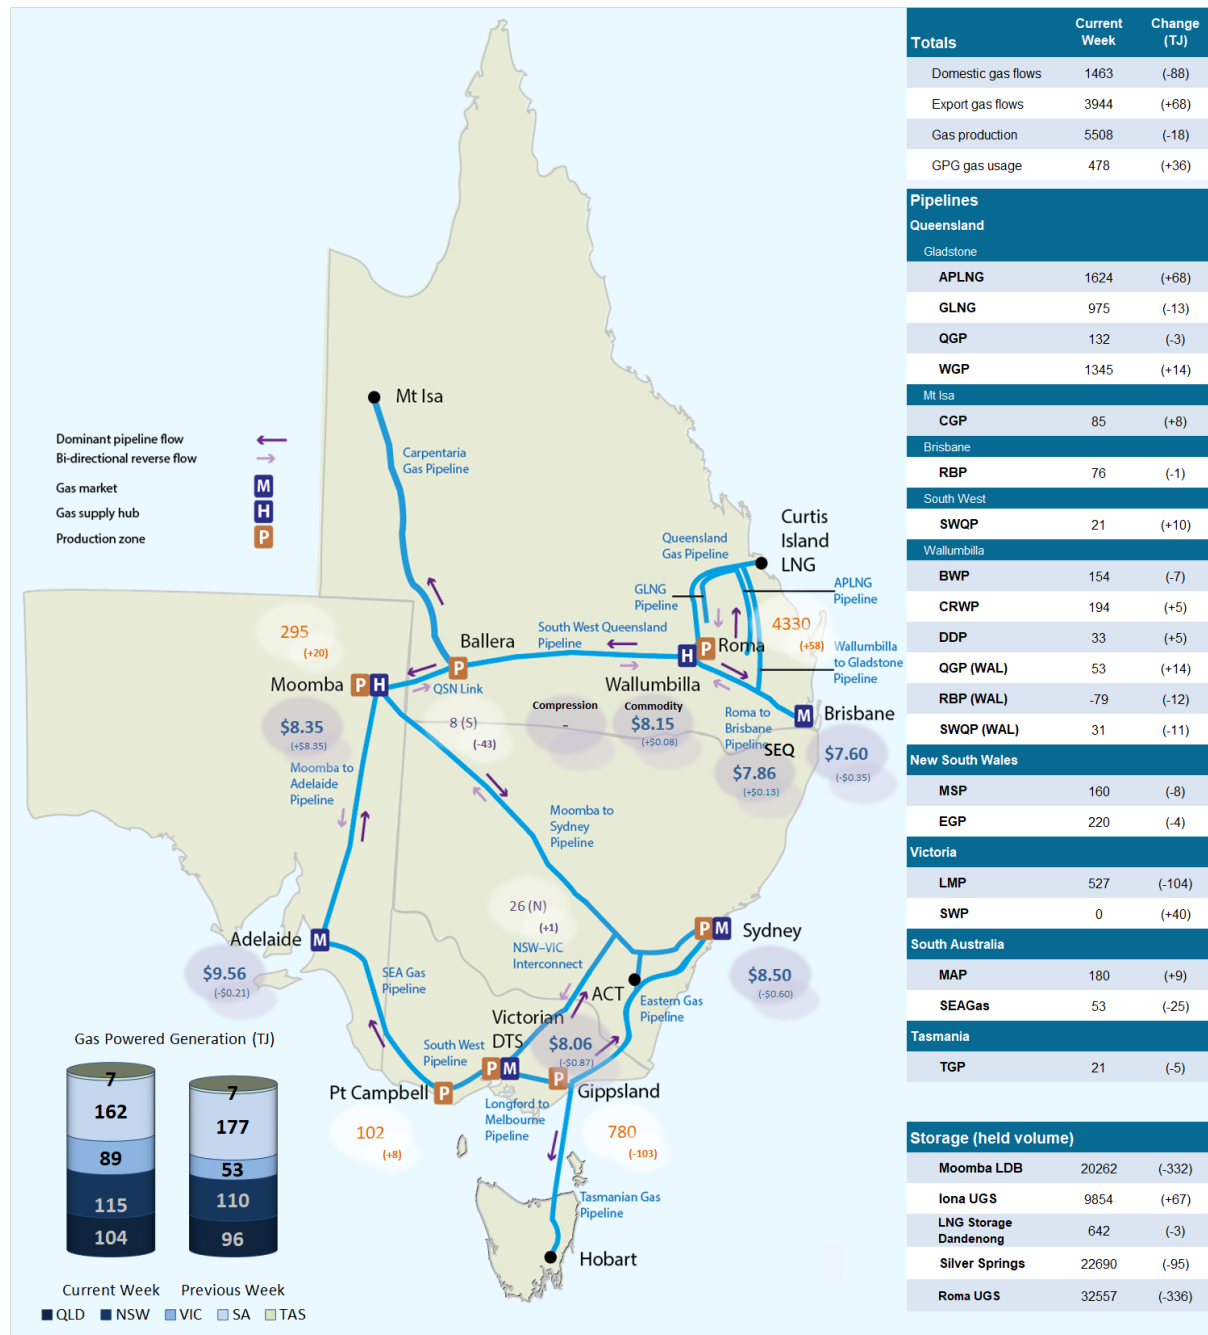 Mt Isa
Dominant pipeline flow
Bi-directional reverse flow
Gas market M
Gas supply hub H
Production zone P
Carpentaria
Gas Pipeline
Curtis
Island
LNG
Queensland
Gas Pipeline
GLNG
Pipeline
APLNG
Pipeline
295
(+20)
Ballera
P
South West Queensland
Pipeline
H P Roma
4330
(+58)
Wallumbilla
to Gladstone
Pipeline
Moomba P H
QSN Link
Wallumbilla
$8.35
(+$8.35)
8 (S)
(-43)
Compression
-
Commodity
$8.15
(+$0.08)
Roma to
Brisbane
Pipeline
M Brisbane
SEQ
$7.86
(+$0.13)
$7.60
(-$0.35)
Moomba to
Adelaide
Pipeline
Moomba to
Sydney
Pipeline
26 (N)
(+1)
NSW–VIC
Interconnect
Adelaide M
$9.56
(-$0.21)
P M Sydney
$8.50
(-$0.60)
SEA Gas
Pipeline
ACT
Eastern Gas
Pipeline
Victorian
DTS
$8.06
(-$0.87)
South West
Pipeline
P M
P
Gippsland
Pt Campbell P
102
(+8)
Longford to
Melbourne
Pipeline
780
(-103)
Tasmanian Gas
Pipeline
Hobart
Gas Powered Generation (TJ)
7
162
89
115
104
7
177
53
110
96
Current Week Previous Week
QLD NSW VIC SA TAS
Totals Current Week Change (TJ)
Domestic gas flows 1463 (-88)
Export gas flows 3944 (+68)
Gas production 5508 (-18)
GPG gas usage 478 (+36)
Pipelines
Queensland
Gladstone
APLNG 1624 (+68)
GLNG 975 (-13)
QGP 132 (-3)
WGP 1345 (+14)
Mt Isa
CGP 85 (+8)
Brisbane
RBP 76 (-1)
South West
SWQP 21 (+10)
Wallumbilla
BWP 154 (-7)
CRWP 194 (+5)
DDP 33 (+5)
QGP (WAL) 53 (+14)
RBP (WAL) -79 (-12)
SWQP (WAL) 31 (-11)
New South Wales
MSP 160 (-8)
EGP 220 (-4)
Victoria
LMP 527 (-104)
SWP 0 (+40)
South Australia
MAP 180 (+9)
SEAGas 53 (-25)
Tasmania
TGP 21 (-5)
Storage (held volume)
Moomba LDB 20262 (-332)
Iona UGS 9854 (+67)
LNG Storage
Dandenong 642 (-3)
Silver Springs 22690 (-95)
Roma UGS 32557 (-336)